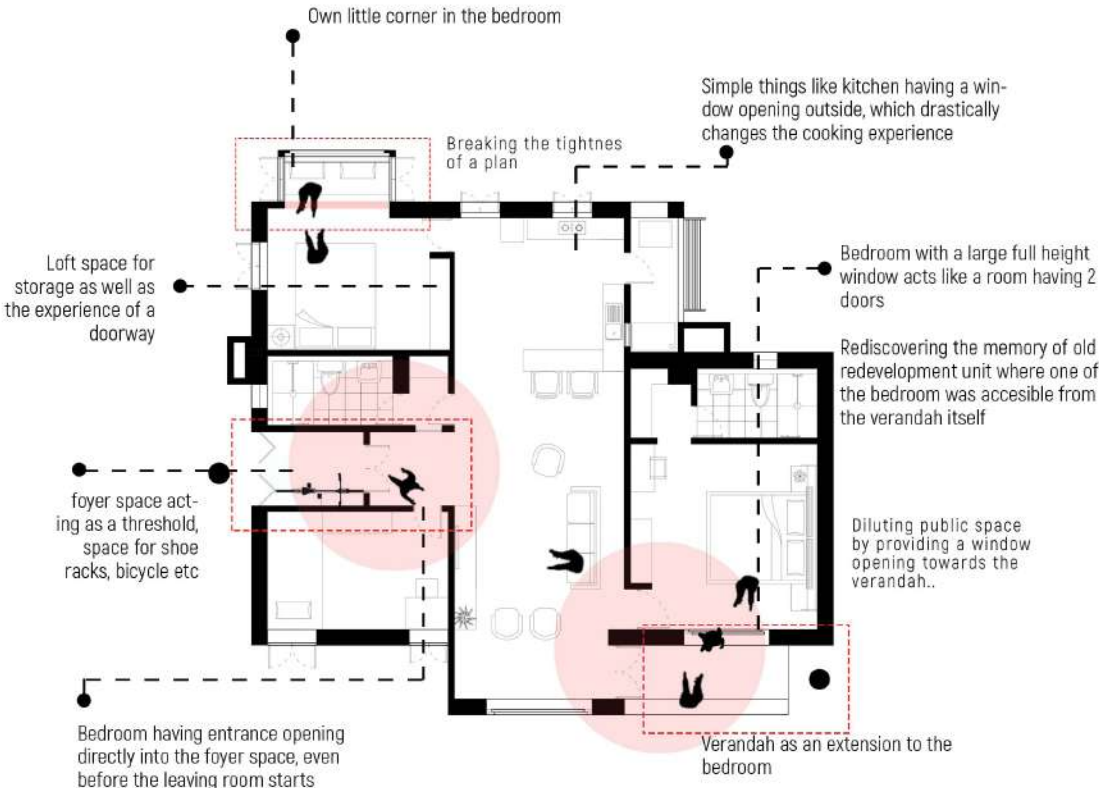 Own little corner in the bedroom
Simple things like kitchen having a win-
dow opening outside, which drastically
changes the cooking experience
Breaking the tightnes
of a plan
Loft space for
storage as well as
the experience of a
doorway
Bedroom with a large full height
window acts like a room having 2
doors
Rediscovering the memory of old
redevelopment unit where one of
the bedroom was accesible from
the verandah itself
foyer space act-
ing as a threshold,
space for shoe
racks, bicycle etc
Diluting public space
by providing a window
opening towards the
verandah..
Bedroom having entrance opening
directly into the foyer space, even
before the leaving room starts
Verandah as an extension to the
bedroom